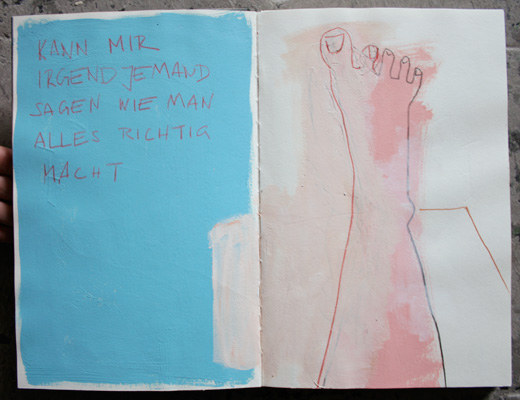 KANN MIR
IRGENDJEMAND
SAGEN WIE MAN
ALLES RICHTIG
MACHT